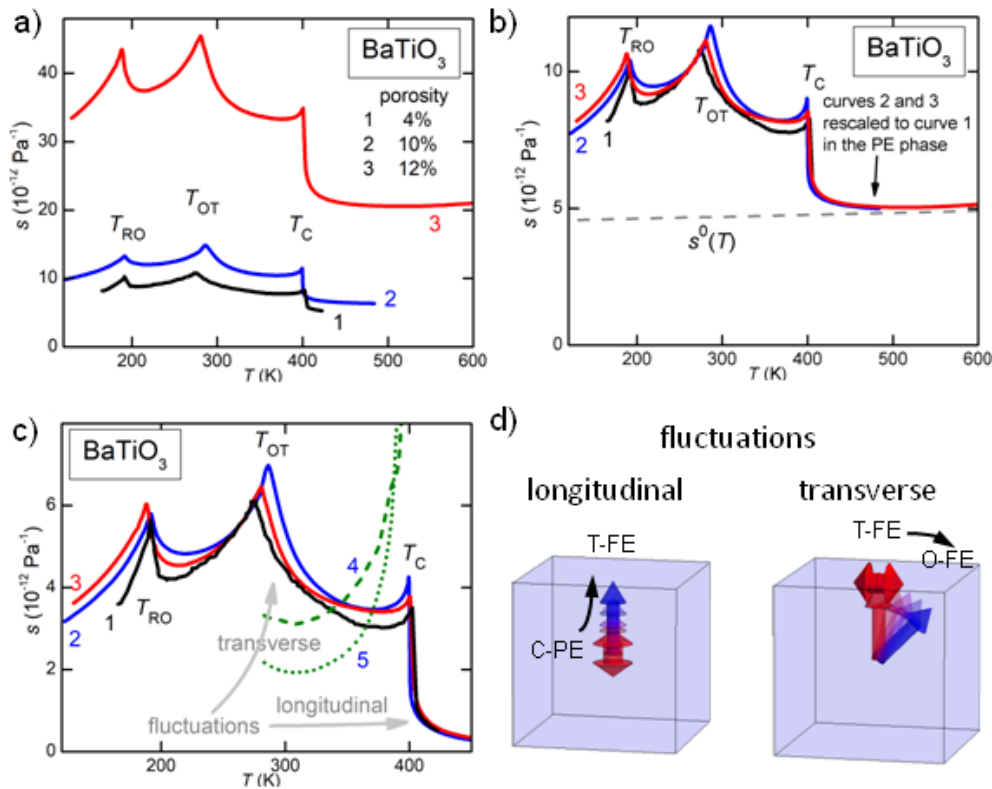 a)
BaTiO3
porosity
1 4%
2 10%
3 12%
40
30
20
10
0
s (10⁻¹² Pa⁻¹)
TRO
TOT
TC
3
2
1
200 300 400 500 600
T (K)
b)
BaTiO3
TRO
TOT
TC
curves 2 and 3
rescaled to curve 1
in the PE phase
3
2
1
10
5
0
s (10⁻¹² Pa⁻¹)
s⁰(T)
200 300 400 500 600
T (K)
c)
BaTiO3
TOT
TC
TRO
6
4
2
0
s (10⁻¹² Pa⁻¹)
3
2
1
4
5
transverse
longitudinal
fluctuations
200 300 400
T (K)
d)
fluctuations
longitudinal
transverse
T-FE
C-PE
T-FE
O-FE